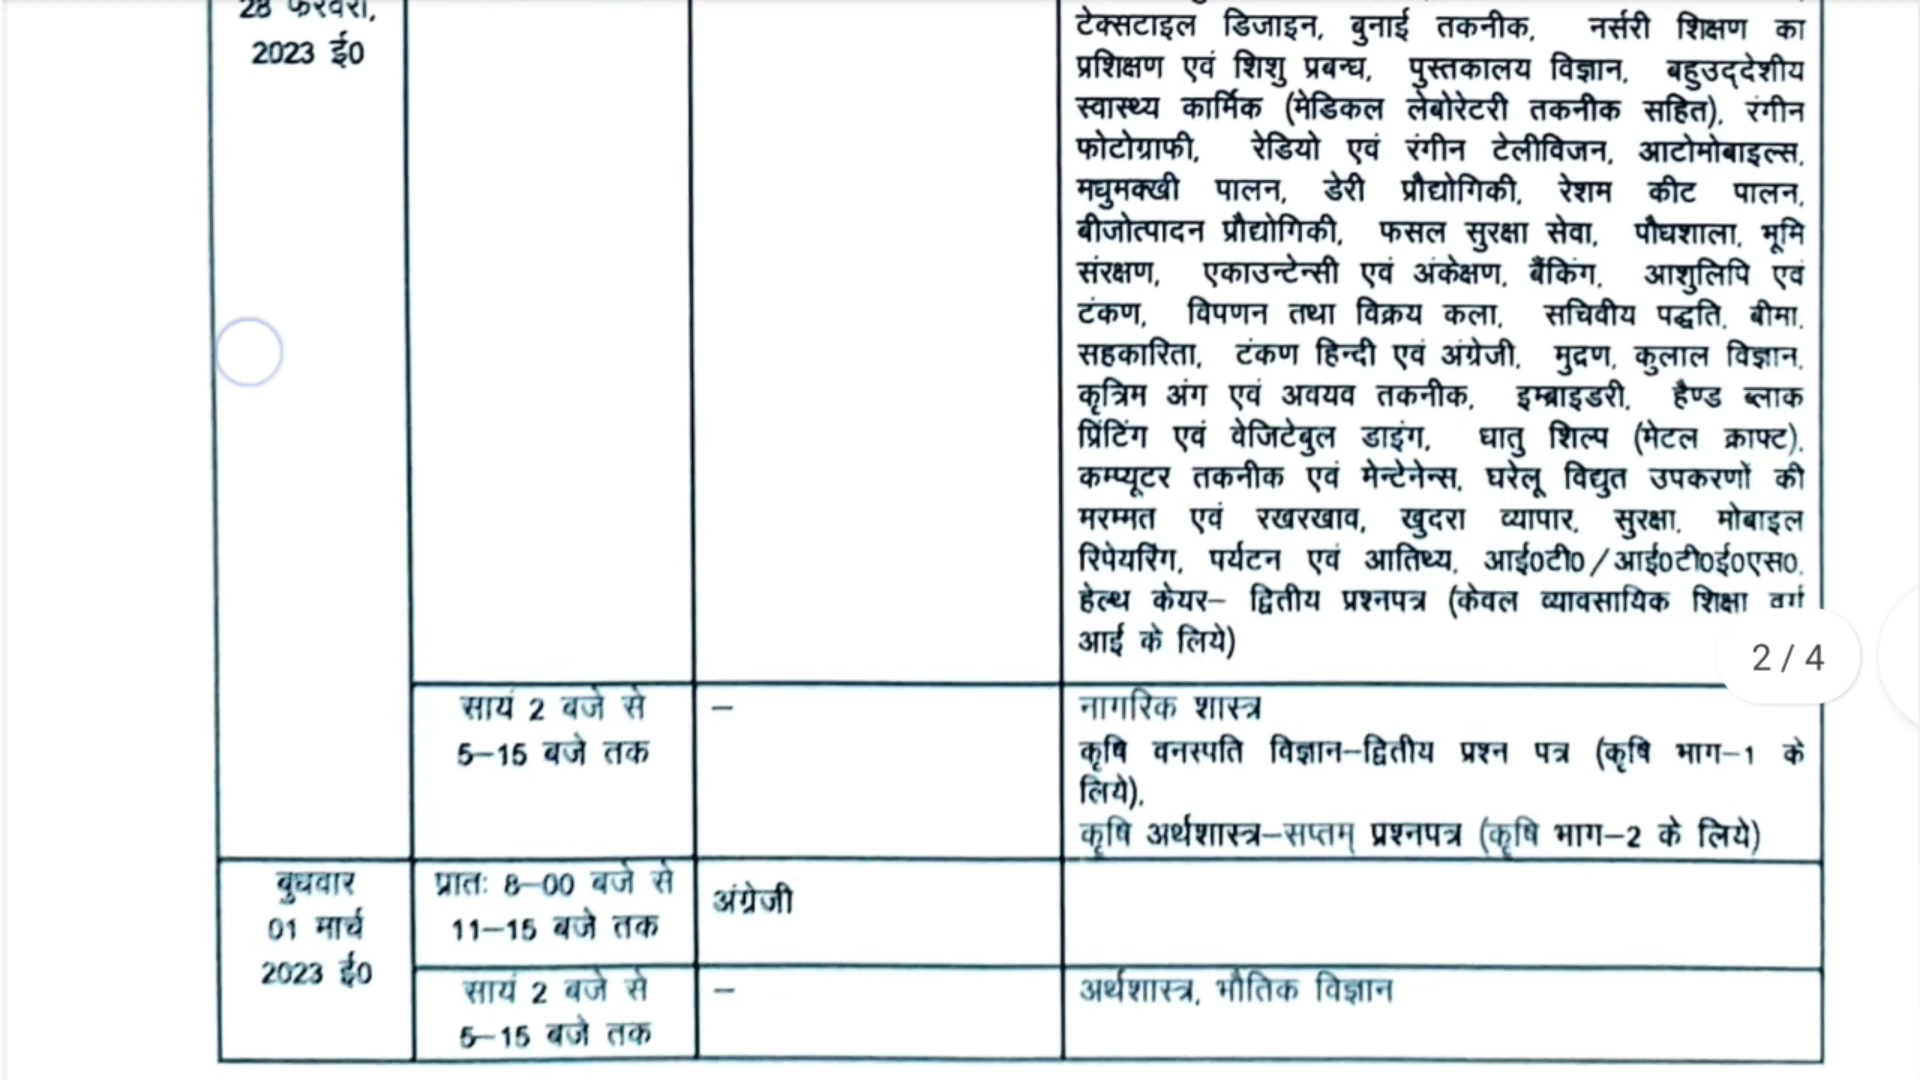 28 फरवरी,
2023 ई0
टेक्सटाइल डिजाइन, बुनाई तकनीक, नर्सरी शिक्षण का
प्रशिक्षण एवं शिशु प्रबन्ध, पुस्तकालय विज्ञान, बहुउद्देशीय
स्वास्थ्य कार्मिक (मेडिकल लेबोरेटरी तकनीक सहित), रंगीन
फोटोग्राफी, रेडियो एवं रंगीन टेलीविजन, आटोमोबाइल्स,
मधुमक्खी पालन, डेरी प्रौद्योगिकी, रेशम कीट पालन,
बीजोत्पादन प्रौद्योगिकी, फसल सुरक्षा सेवा, पौधशाला, भूमि
संरक्षण, एकाउन्टेन्सी एवं अंकेक्षण, बैंकिंग, आशुलिपि एवं
टंकण, विपणन तथा विक्रय कला, सचिवीय पद्धति, बीमा,
सहकारिता, टंकण हिन्दी एवं अंग्रेजी, मुद्रण, कुलाल विज्ञान,
कृत्रिम अंग एवं अवयव तकनीक, इम्ब्राइडरी, हैण्ड ब्लाक
प्रिंटिंग एवं वेजिटेबुल डाइंग, धातु शिल्प (मेटल क्राफ्ट),
कम्प्यूटर तकनीक एवं मेन्टेनेन्स, घरेलू विद्युत उपकरणों की
मरम्मत एवं रखरखाव, खुदरा व्यापार, सुरक्षा, मोबाइल
रिपेयरिंग, पर्यटन एवं आतिथ्य, आई0टी0/आई0टी0ई0एस0,
हेल्थ केयर– द्वितीय प्रश्नपत्र (केवल व्यावसायिक शिक्षा वर्ग
आई के लिये)
2/4
सायं 2 बजे से
5–15 बजे तक
–
नागरिक शास्त्र
कृषि वनस्पति विज्ञान–द्वितीय प्रश्न पत्र (कृषि भाग–1 के
लिये),
कृषि अर्थशास्त्र–सप्तम् प्रश्नपत्र (कृषि भाग–2 के लिये)
बुधवार
01 मार्च
2023 ई0
प्रातः 8–00 बजे से
11–15 बजे तक
अंग्रेजी
सायं 2 बजे से
5–15 बजे तक
–
अर्थशास्त्र, भौतिक विज्ञान